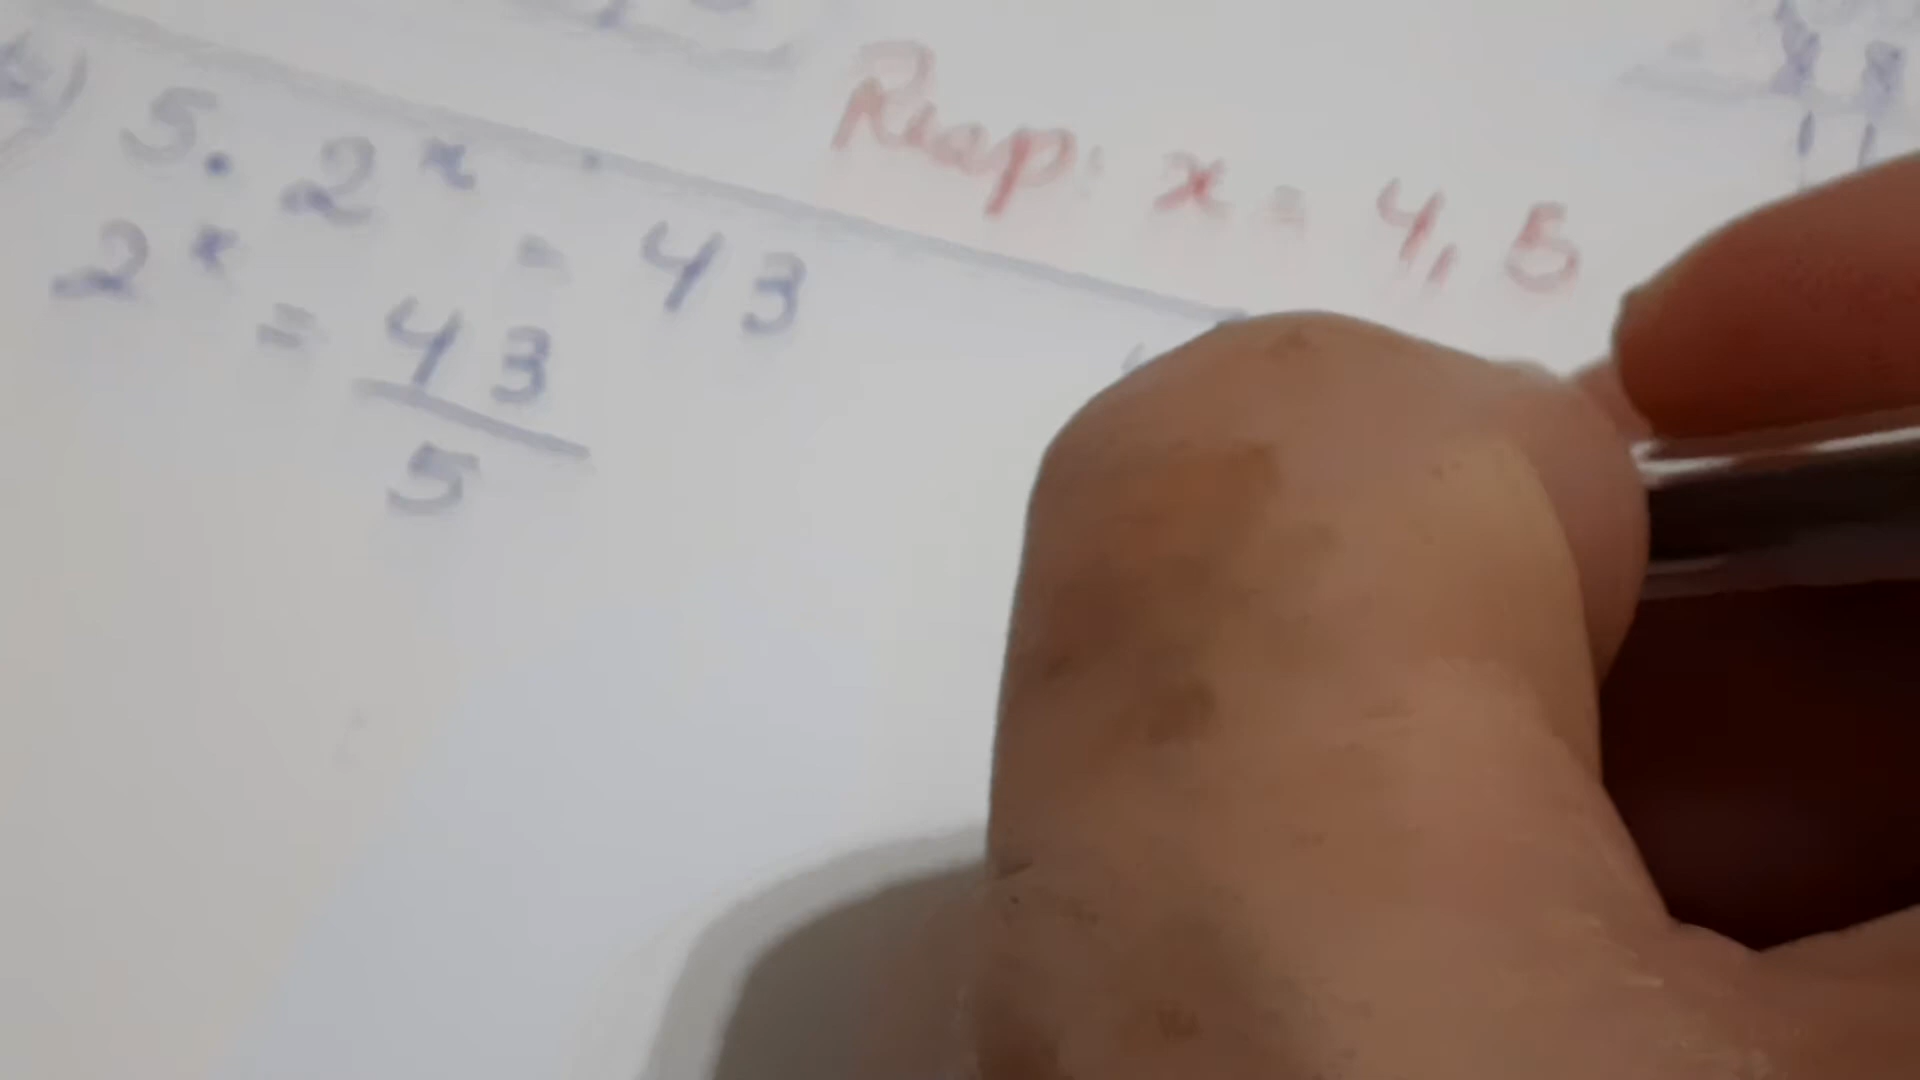 Resp: x = 4,5
5. 2ˣ = 43
2ˣ = 43
5